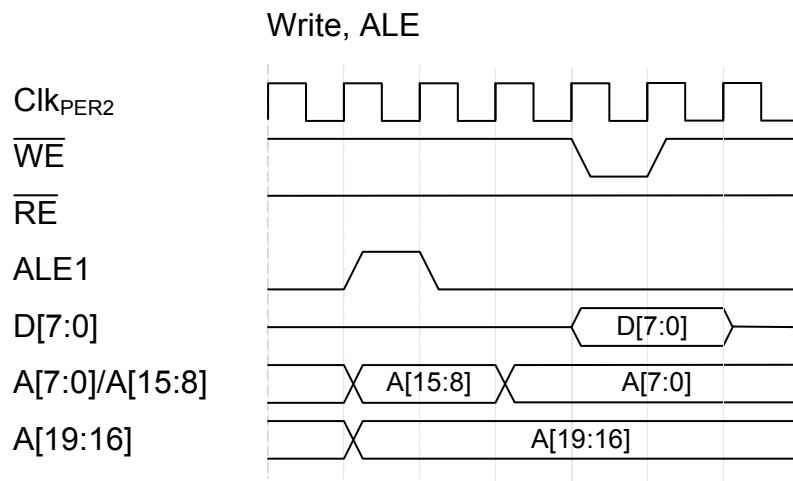 Write, ALE
ClkPER2
WE
RE
ALE1
D[7:0] D[7:0]
A[7:0]/A[15:8] A[15:8] A[7:0]
A[19:16] A[19:16]